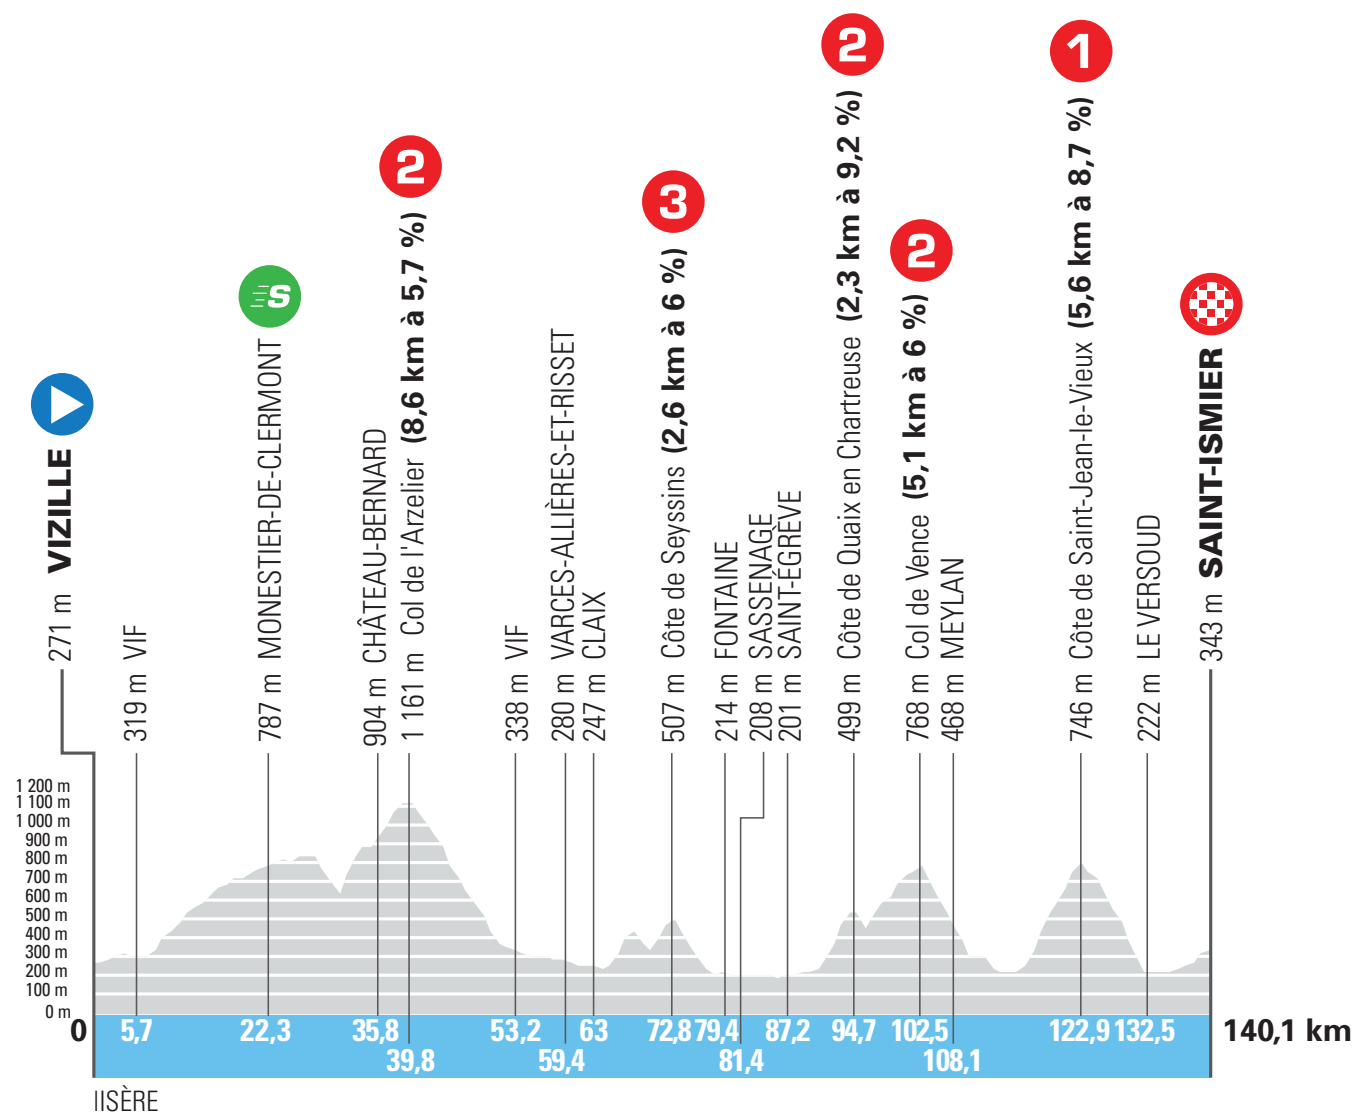 271 m VIZILLE
319 m VIF
S
787 m MONESTIER-DE-CLERMONT
904 m CHÂTEAU-BERNARD
2
1 161 m Col de l'Arzelier (8,6 km à 5,7 %)
338 m VIF
280 m VARCES-ALLIÈRES-ET-RISSET
247 m CLAIX
3
507 m Côte de Seyssins (2,6 km à 6 %)
214 m FONTAINE
208 m SASSENAGE
201 m SAINT-ÉGRÈVE
2
499 m Côte de Quaix en Chartreuse (2,3 km à 9,2 %)
2
768 m Col de Vence (5,1 km à 6 %)
468 m MEYLAN
1
746 m Côte de Saint-Jean-le-Vieux (5,6 km à 8,7 %)
222 m LE VERSOUD
343 m SAINT-ISMIER
1 200 m
1 100 m
1 000 m
900 m
800 m
700 m
600 m
500 m
400 m
300 m
200 m
100 m
0 m
0 5,7 22,3 35,8 53,2 63 72,8 79,4 87,2 94,7 102,5 122,9 132,5 140,1 km
39,8 59,4 81,4 108,1
IISÈRE